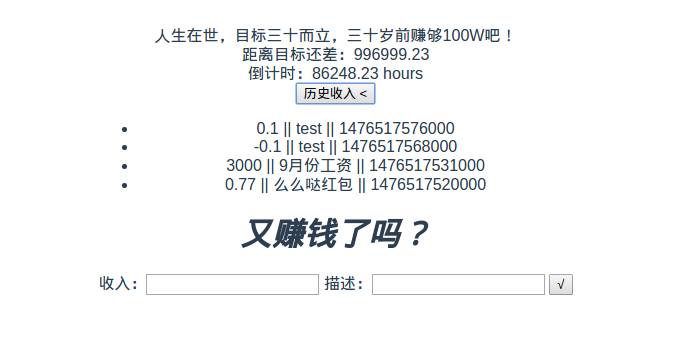 人生在世，目标三十而立，三十岁前赚够100W吧！
距离目标还差：996999.23
倒计时：86248.23 hours
历史收入 <
0.1 || test || 1476517576000
-0.1 || test || 1476517568000
3000 || 9月份工资 || 1476517531000
0.77 || 么么哒红包 || 1476517520000
又赚钱了吗？
收入： 描述： √